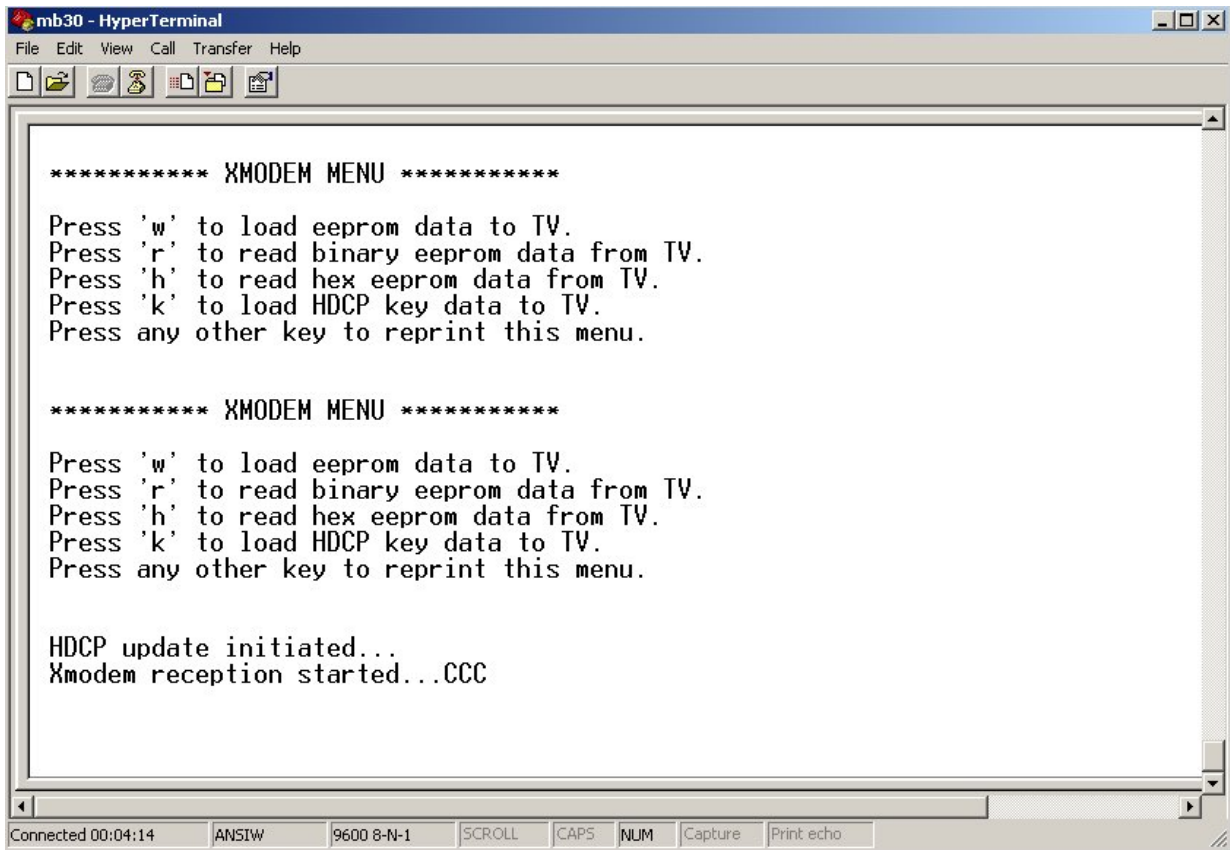 mb30 - HyperTerminal
File Edit View Call Transfer Help
*********** XMODEM MENU ***********
Press 'w' to load eeprom data to TV.
Press 'r' to read binary eeprom data from TV.
Press 'h' to read hex eeprom data from TV.
Press 'k' to load HDCP key data to TV.
Press any other key to reprint this menu.
*********** XMODEM MENU ***********
Press 'w' to load eeprom data to TV.
Press 'r' to read binary eeprom data from TV.
Press 'h' to read hex eeprom data from TV.
Press 'k' to load HDCP key data to TV.
Press any other key to reprint this menu.
HDCP update initiated...
Xmodem reception started...CCC
Connected 00:04:14 ANSIW 9600 8-N-1 SCROLL CAPS NUM Capture Print echo